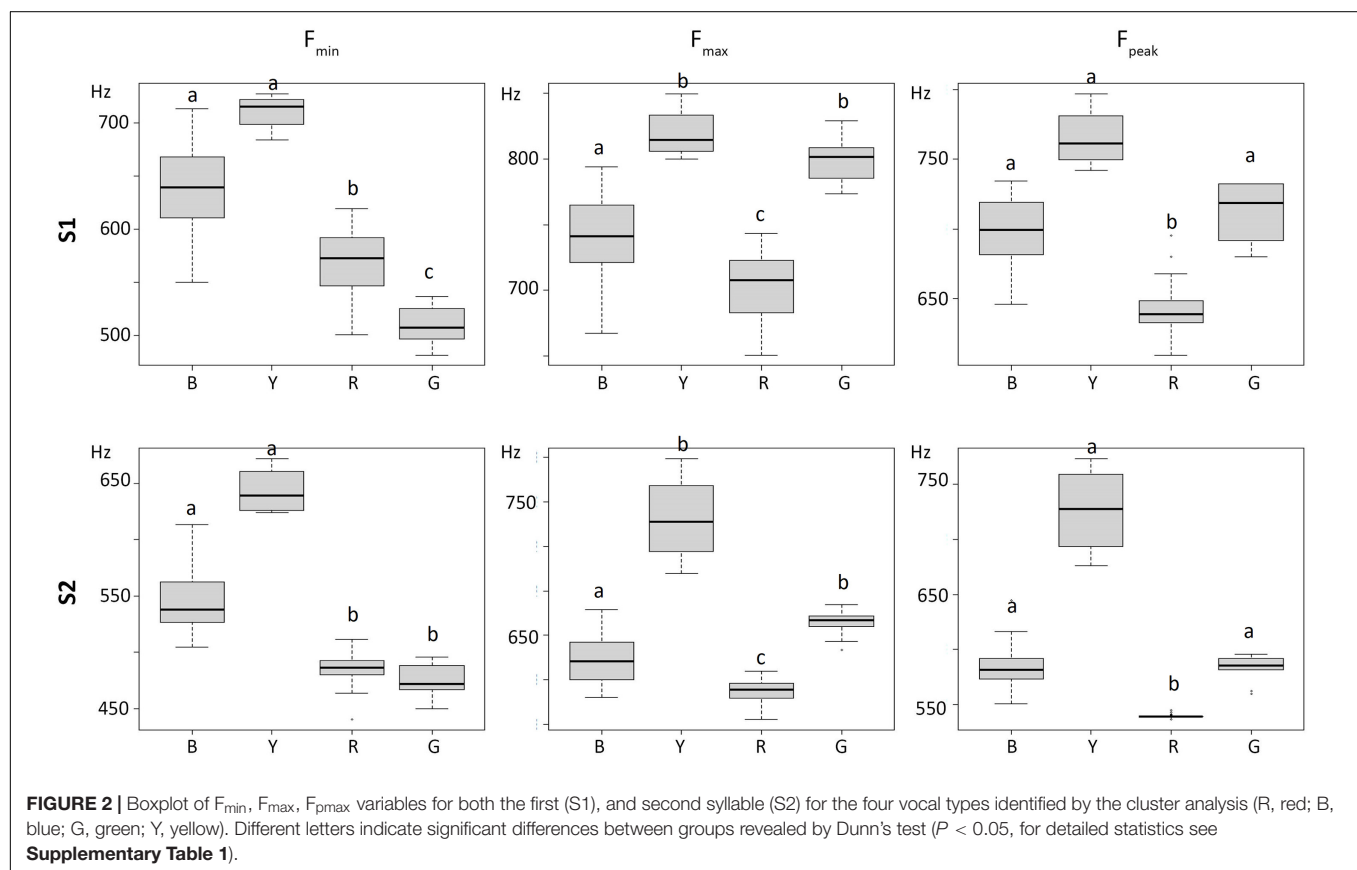 F min F max F peak
Hz a a b c
700
600
500
B Y R G
Hz a b c b
800
700
B Y R G
Hz a a b a
750
650
B Y R G
S1
Hz a a b b
650
550
450
B Y R G
Hz a b c b
750
650
B Y R G
Hz a a b a
750
650
550
B Y R G
S2
FIGURE 2 | Boxplot of Fmin, Fmax, Fpmax variables for both the first (S1), and second syllable (S2) for the four vocal types identified by the cluster analysis (R, red; B,
blue; G, green; Y, yellow). Different letters indicate significant differences between groups revealed by Dunn's test (P < 0.05, for detailed statistics see
Supplementary Table 1).